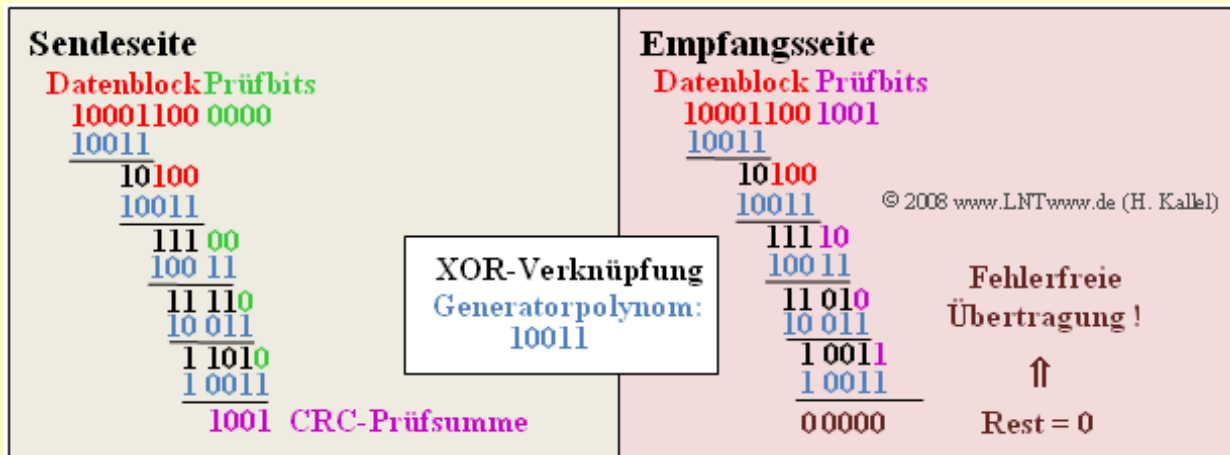 Sendeseite
Datenblock Prüfbits
10001100 0000
10011
10100
10011
111 00
100 11
11 110
10 011
1 1010
1 0011
1001 CRC-Prüfsumme
XOR-Verknüpfung
Generatorpolynom:
10011
Empfangsseite
Datenblock Prüfbits
10001100 1001
10011
10100
10011
111 10
100 11
11 010
10 011
1 0011
1 0011
00000
© 2008 www.LNTwww.de (H. Kallel)
Fehlerfreie
Übertragung !
⇑
Rest = 0